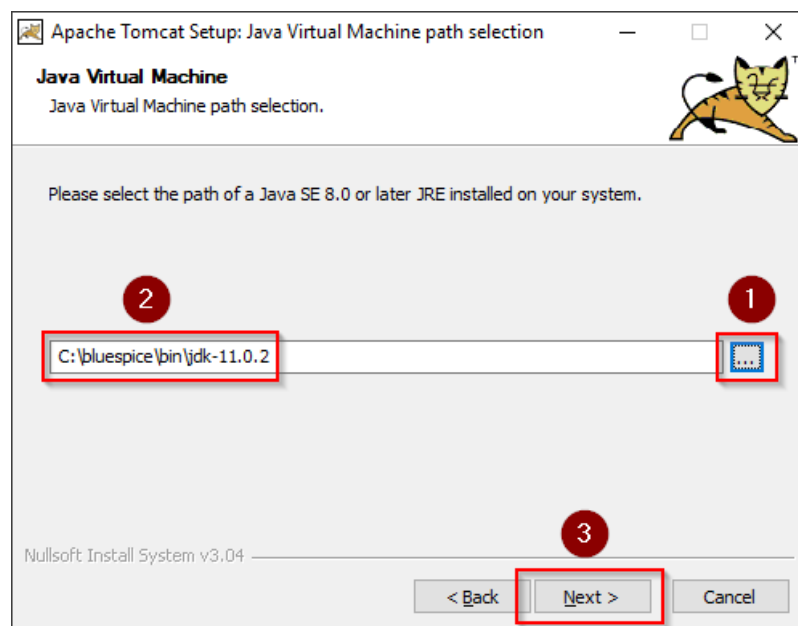 Apache Tomcat Setup: Java Virtual Machine path selection
Java Virtual Machine
Java Virtual Machine path selection.
Please select the path of a Java SE 8.0 or later JRE installed on your system.
2
1
C:\bluespice\bin\jdk-11.0.2
...
3
Nullsoft Install System v3.04
< Back
Next >
Cancel